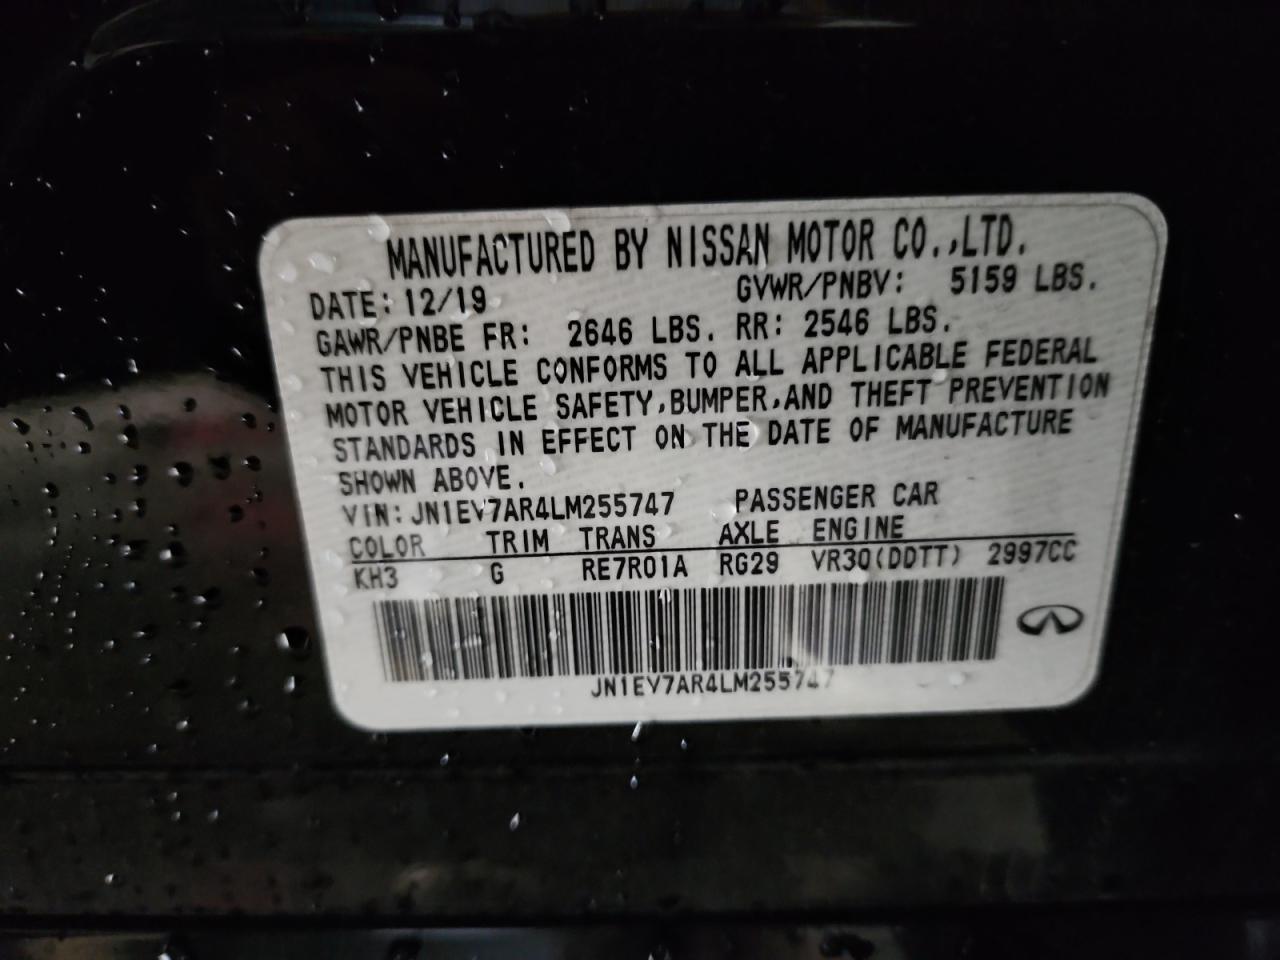 MANUFACTURED BY NISSAN MOTOR CO.,LTD.
DATE: 12/19 GVWR/PNBV: 5159 LBS.
GAWR/PNBE FR: 2646 LBS. RR: 2546 LBS.
THIS VEHICLE CONFORMS TO ALL APPLICABLE FEDERAL
MOTOR VEHICLE SAFETY,BUMPER,AND THEFT PREVENTION
STANDARDS IN EFFECT ON THE DATE OF MANUFACTURE
SHOWN ABOVE.
VIN: JN1EV7AR4LM255747 PASSENGER CAR
COLOR TRIM TRANS AXLE ENGINE
KH3 G RE7R01A RG29 VR30(DDTT) 2997CC
JN1EV7AR4LM255747